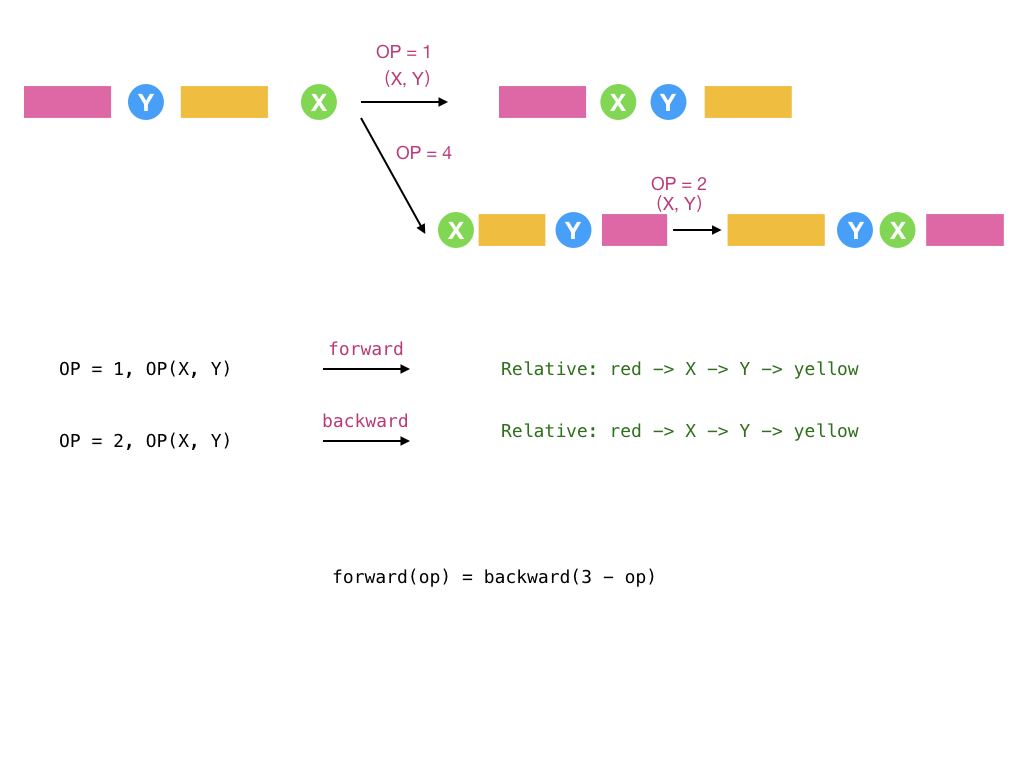 OP = 1
(X, Y)
Y X X Y
OP = 4
OP = 2
(X, Y)
X Y Y X
forward
OP = 1, OP(X, Y) Relative: red -> X -> Y -> yellow
backward
OP = 2, OP(X, Y) Relative: red -> X -> Y -> yellow
forward(op) = backward(3 - op)